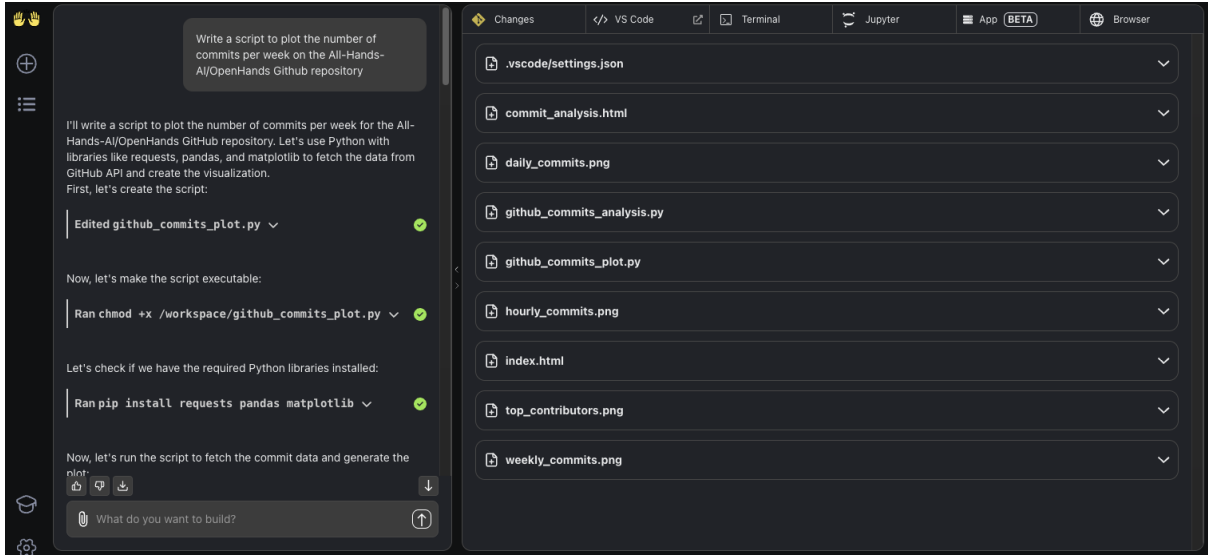 Write a script to plot the number of
commits per week on the All-Hands-
AI/OpenHands Github repository
I'll write a script to plot the number of commits per week for the All-
Hands-AI/OpenHands GitHub repository. Let's use Python with
libraries like requests, pandas, and matplotlib to fetch the data from
GitHub API and create the visualization.
First, let's create the script:
Edited github_commits_plot.py
Now, let's make the script executable:
Ran chmod +x /workspace/github_commits_plot.py
Let's check if we have the required Python libraries installed:
Ran pip install requests pandas matplotlib
Now, let's run the script to fetch the commit data and generate the
plot:
What do you want to build?
Changes
</> VS Code
Terminal
Jupyter
App (BETA)
Browser
.vscode/settings.json
commit_analysis.html
daily_commits.png
github_commits_analysis.py
github_commits_plot.py
hourly_commits.png
index.html
top_contributors.png
weekly_commits.png